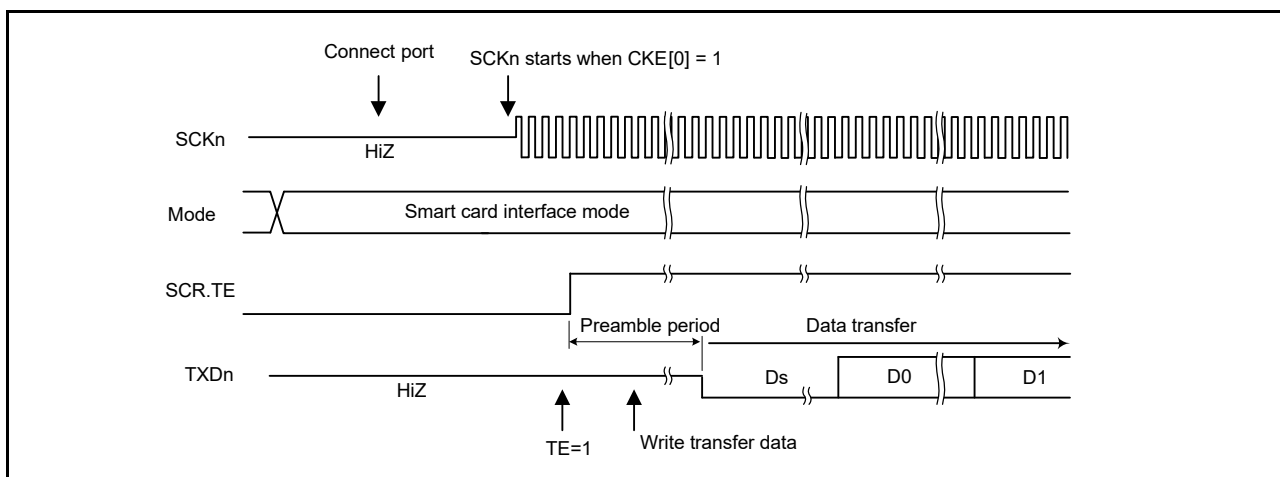 Connect port
SCKn starts when CKE[0] = 1
SCKn
HiZ
Mode
Smart card interface mode
SCR.TE
Preamble period
Data transfer
TXDn
HiZ
Ds
D0
D1
TE=1
Write transfer data